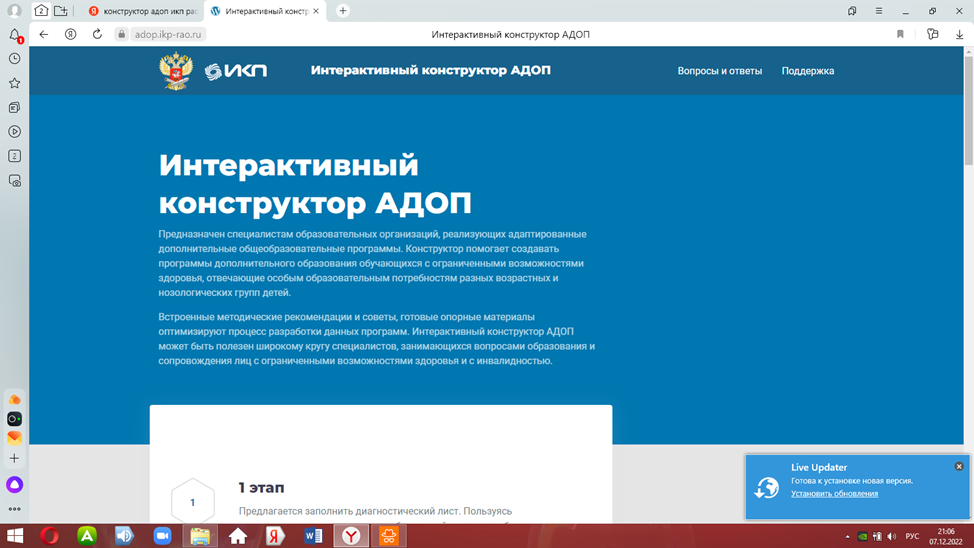 2
конструктор адоп икп рас
Интерактивный констр
1
adop.ikp-rao.ru
Интерактивный конструктор АДОП
ИКП
Интерактивный конструктор АДОП
Вопросы и ответы
Поддержка
2
Интерактивный
конструктор АДОП
Предназначен специалистам образовательных организаций, реализующих адаптированные
дополнительные общеобразовательные программы. Конструктор помогает создавать
программы дополнительного образования обучающихся с ограниченными возможностями
здоровья, отвечающие особым образовательным потребностям разных возрастных и
нозологических групп детей.
Встроенные методические рекомендации и советы, готовые опорные материалы
оптимизируют процесс разработки данных программ. Интерактивный конструктор АДОП
может быть полезен широкому кругу специалистов, занимающихся вопросами образования и
сопровождения лиц с ограниченными возможностями здоровья и с инвалидностью.
1
1 этап
Предлагается заполнить диагностический лист. Пользуясь
Live Updater
Готова к установке новая версия.
Установить обновления
РУС
21:06
07.12.2022